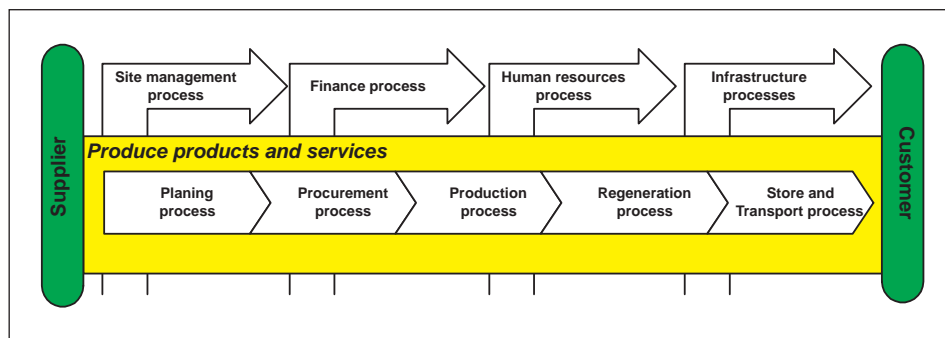 Supplier
Site management
process
Finance process
Human resources
process
Infrastructure
processes
Produce products and services
Planing
process
Procurement
process
Production
process
Regeneration
process
Store and
Transport process
Customer